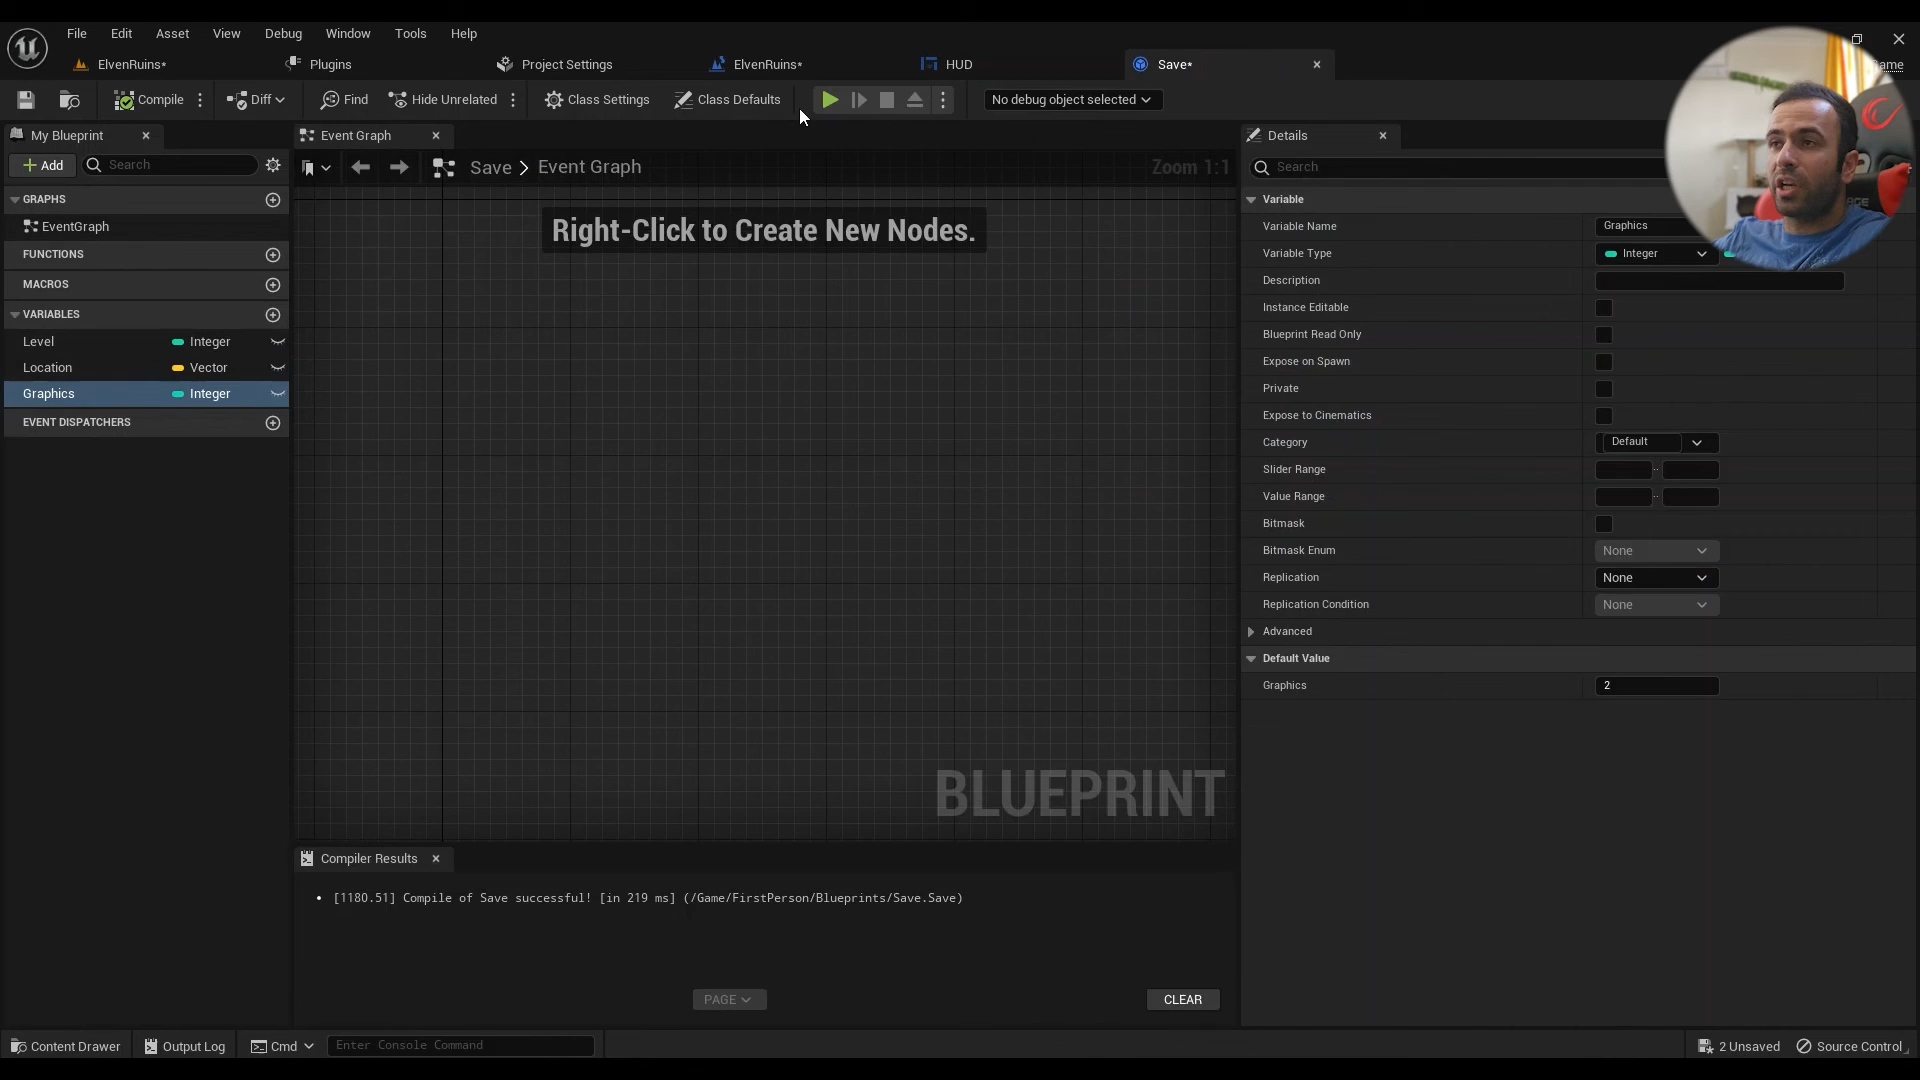 File Edit Asset View Debug Window Tools Help
ElvenRuins* Plugins Project Settings ElvenRuins* HUD Save*
Compile Diff Find Hide Unrelated Class Settings Class Defaults No debug object selected
My Blueprint
Event Graph
Details
Add Search
Save > Event Graph
Zoom 1:1
Search
GRAPHS
EventGraph
FUNCTIONS
MACROS
VARIABLES
Level Integer
Location Vector
Graphics Integer
EVENT DISPATCHERS
Right-Click to Create New Nodes.
BLUEPRINT
Variable
Variable Name Graphics
Variable Type Integer
Description
Instance Editable
Blueprint Read Only
Expose on Spawn
Private
Expose to Cinematics
Category Default
Slider Range
Value Range
Bitmask
Bitmask Enum None
Replication None
Replication Condition None
Advanced
Default Value
Graphics 2
Compiler Results
[1180.51] Compile of Save successful! [in 219 ms] (/Game/FirstPerson/Blueprints/Save.Save)
PAGE
CLEAR
Content Drawer Output Log Cmd Enter Console Command 2 Unsaved Source Control